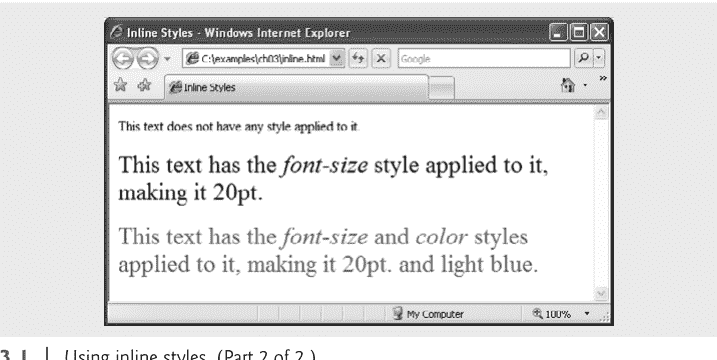 Inline Styles - Windows Internet Explorer
C:\examples\ch03\inline.html
Google
Inline Styles
This text does not have any style applied to it.
This text has the font-size style applied to it,
making it 20pt.
This text has the font-size and color styles
applied to it, making it 20pt. and light blue.
My Computer 100%
3.1 | Using inline styles. (Part 2 of 2.)